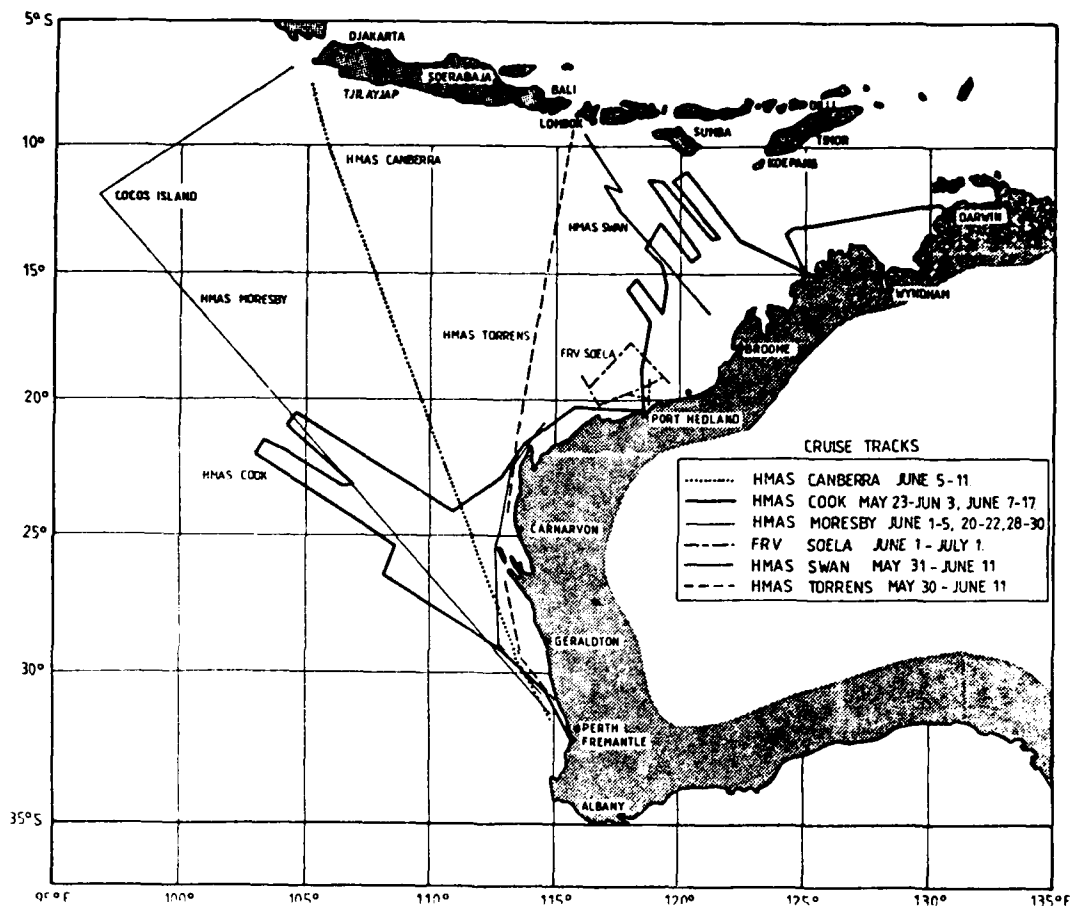 5°S
DJAKARTA
SOERABAJA
TJILAYJAP
BALI
LOMBOK
DILI
SUMBA
TIMOR
KOEPANG
10°
HMAS CANBERRA
COCOS ISLAND
HMAS SWAN
DARWIN
15°
HMAS MORESBY
WYNDHAM
HMAS TORRENS
FRV SOELA
BROOME
20°
PORT HEDLAND
CRUISE TRACKS
HMAS COOK
HMAS CANBERRA JUNE 5-11
HMAS COOK MAY 23-JUN 3, JUNE 7-17
HMAS MORESBY JUNE 1-5, 20-22,28-30
FRV SOELA JUNE 1-JULY 1.
HMAS SWAN MAY 31-JUNE 11
HMAS TORRENS MAY 30-JUNE 11
25°
CARNARVON
GERALDTON
30°
PERTH
FREMANTLE
ALBANY
35°S
95°E 100° 105° 110° 115° 120° 125° 130° 135°E